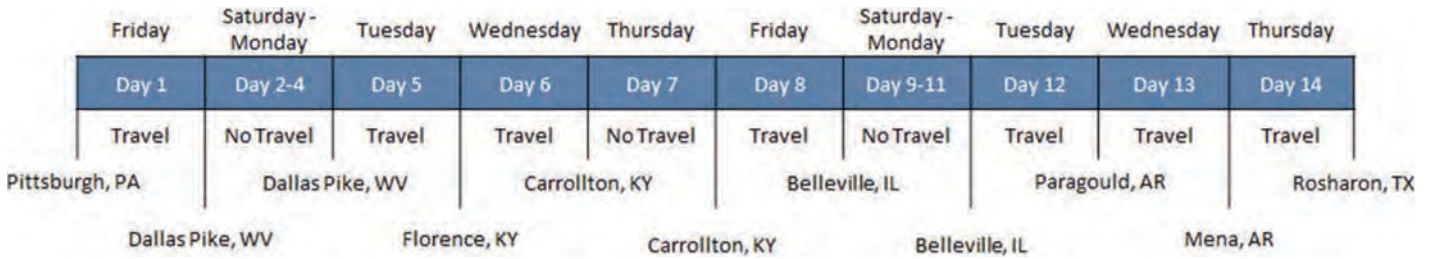 Friday Saturday - Monday Tuesday Wednesday Thursday Friday Saturday - Monday Tuesday Wednesday Thursday
Day 1 Day 2-4 Day 5 Day 6 Day 7 Day 8 Day 9-11 Day 12 Day 13 Day 14
Travel No Travel Travel Travel No Travel Travel No Travel Travel Travel Travel
Pittsburgh, PA Dallas Pike, WV Carrollton, KY Belleville, IL Paragould, AR Rosharon, TX
Dallas Pike, WV Florence, KY Carrollton, KY Belleville, IL Mena, AR